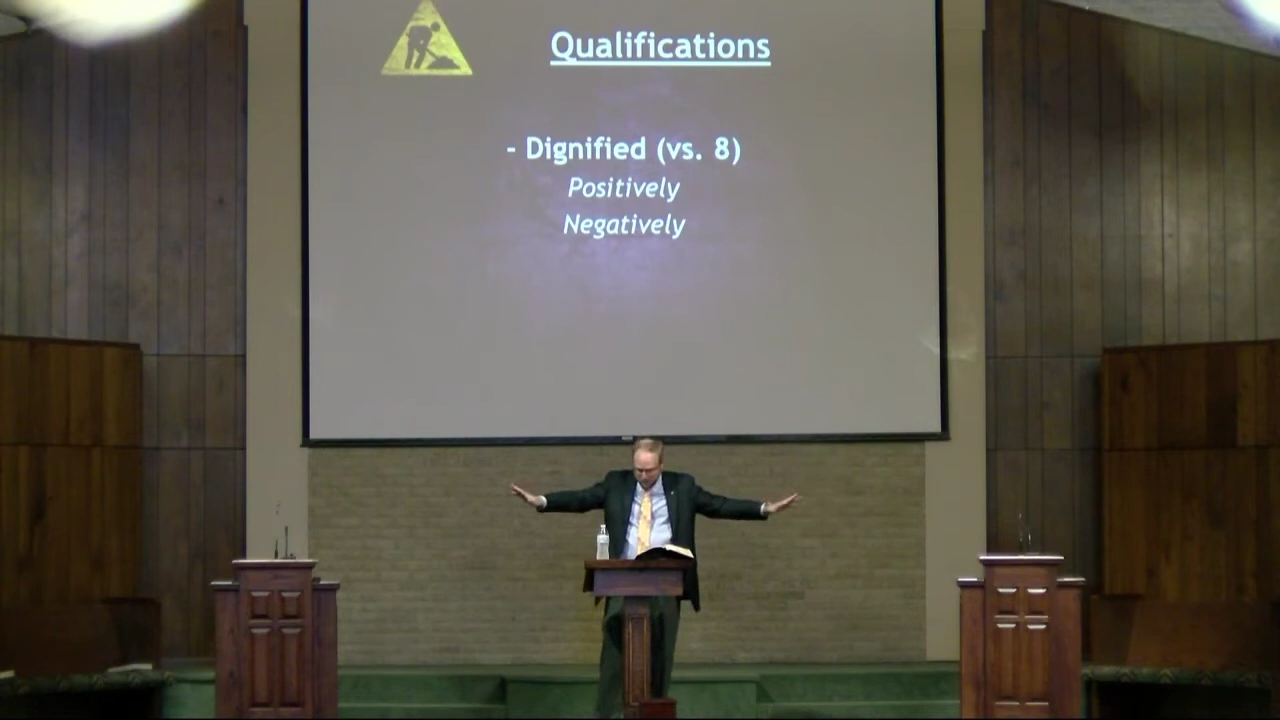 Qualifications
- Dignified (vs. 8)
Positively
Negatively